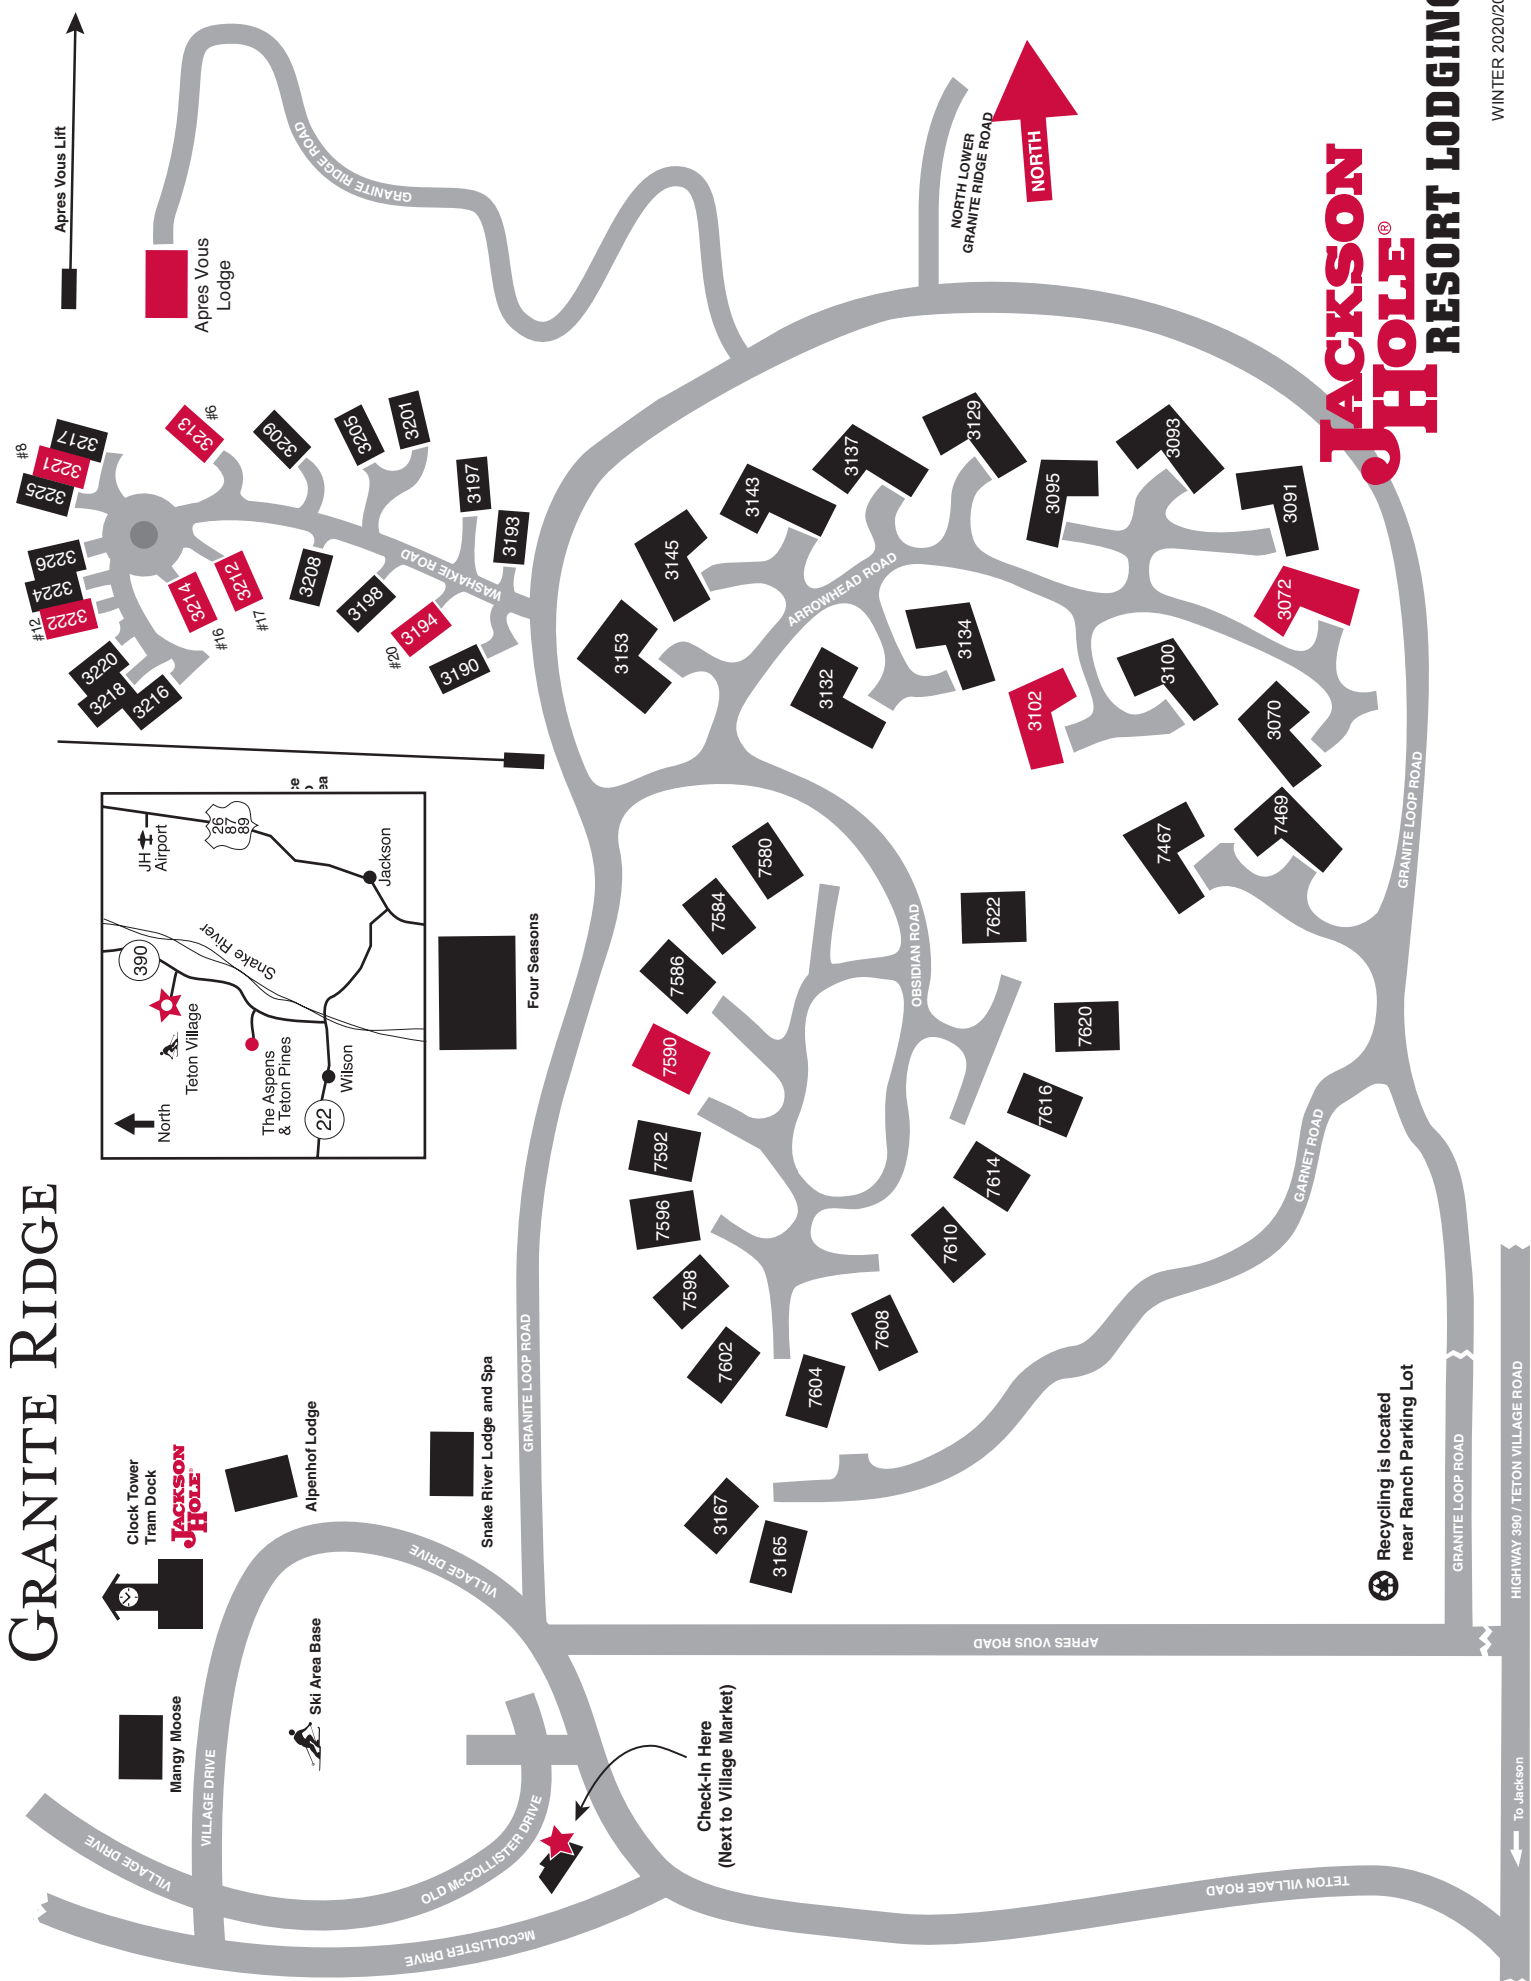 GRANITE RIDGE
Apres Vous Lift
Apres Vous
Lodge
GRANITE RIDGE ROAD
NORTH LOWER
GRANITE RIDGE ROAD
NORTH
JACKSON
HOLE®
RESORT LODGING
WINTER 2020/20
#8
3217
3221
3225
3226
3224
3222
#12
3220
3218
3216
3213
#6
3209
3205
3201
3197
3193
3214
#16
3212
#17
3208
3198
3194
#20
3190
WASHAKIE ROAD
3153
3145
3143
3137
3129
3095
3093
3091
3072
3132
3134
3102
3100
3070
7467
7469
ARROWHEAD ROAD
GRANITE LOOP ROAD
JH
Airport
26
87
89
Jackson
390
Snake River
Teton Village
The Aspens
& Teton Pines
Wilson
22
North
Four Seasons
7580
7584
7586
7590
7592
7596
7598
7602
7604
7608
7610
7614
7616
7620
7622
OBSIDIAN ROAD
GARNET ROAD
GRANITE LOOP ROAD
3167
3165
Clock Tower
Tram Dock
JACKSON
HOLE
Alpenhof Lodge
Snake River Lodge and Spa
Mangy Moose
Ski Area Base
VILLAGE DRIVE
VILLAGE DRIVE
VILLAGE DRIVE
OLD McCOLLISTER DRIVE
McCOLLISTER DRIVE
Check-In Here
(Next to Village Market)
APRES VOUS ROAD
TETON VILLAGE ROAD
Recycling is located
near Ranch Parking Lot
GRANITE LOOP ROAD
HIGHWAY 390 / TETON VILLAGE ROAD
To Jackson